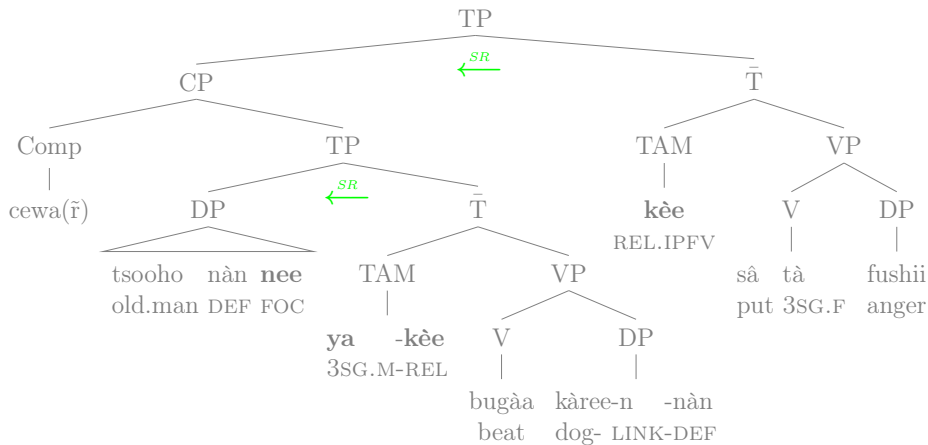 TP
SR
CP T̄
Comp TP TAM VP
cewa(r̃) DP SR T̄ kèe V DP
REL.IPFV
tsooho nàn nee TAM VP sâ tà fushii
old.man DEF FOC put 3SG.F anger
ya -kèe V DP
3SG.M-REL
bugàa kàree-n -nàn
beat dog- LINK-DEF